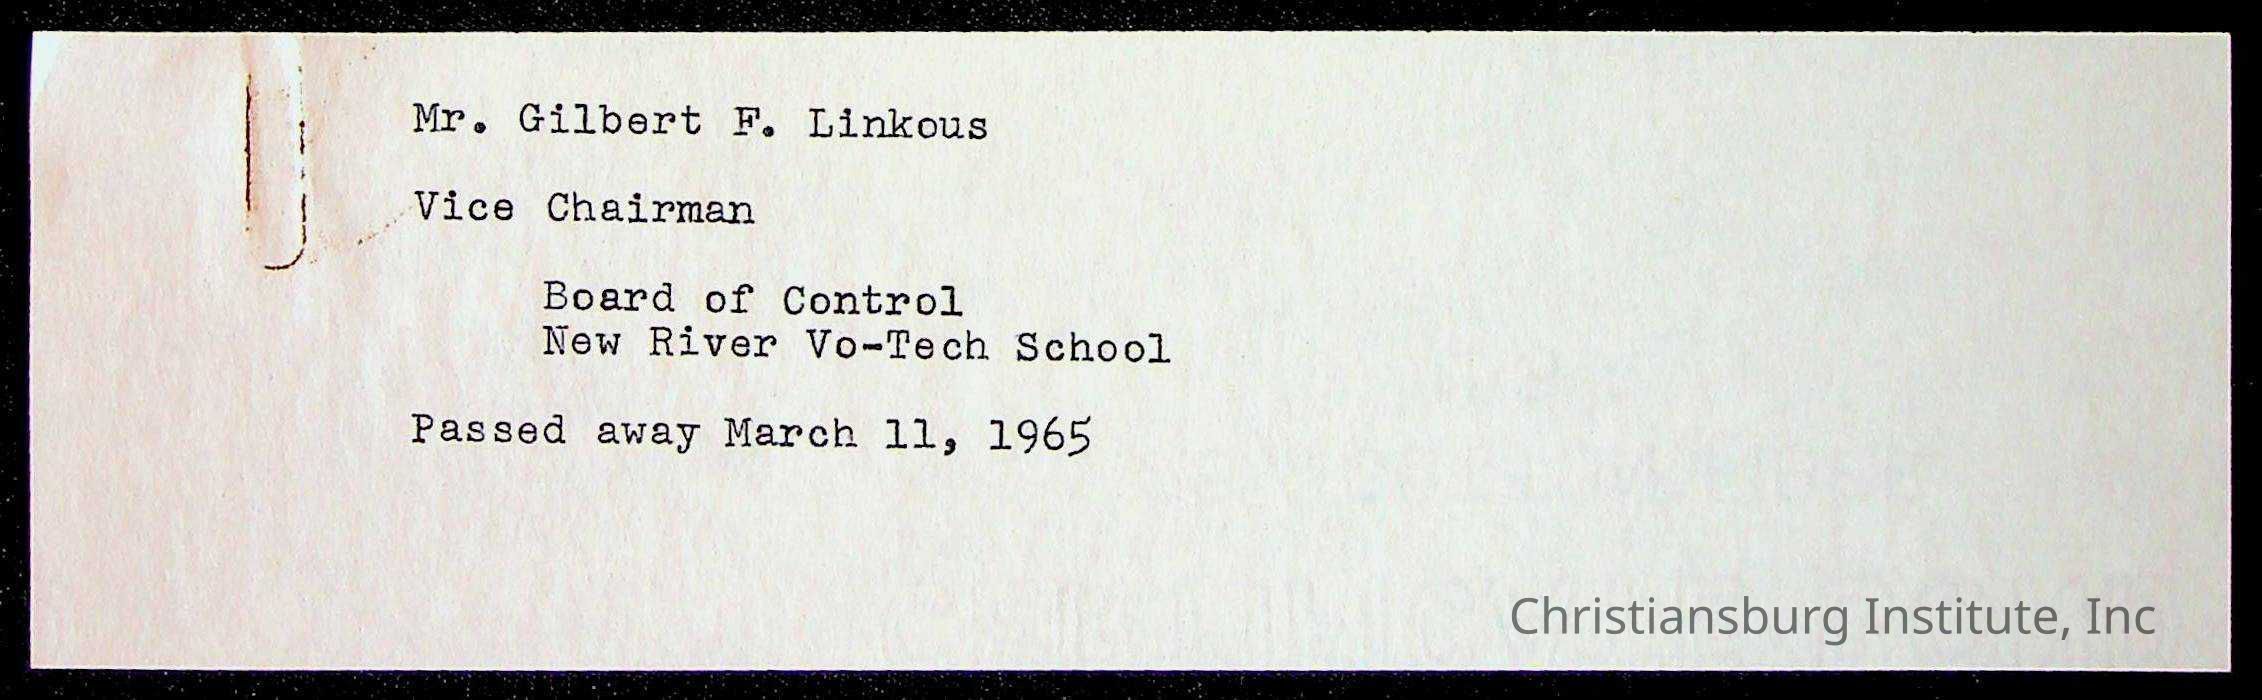 Mr. Gilbert F. Linkous
Vice Chairman
Board of Control
New River Vo-Tech School
Passed away March 11, 1965
Christiansburg Institute, Inc